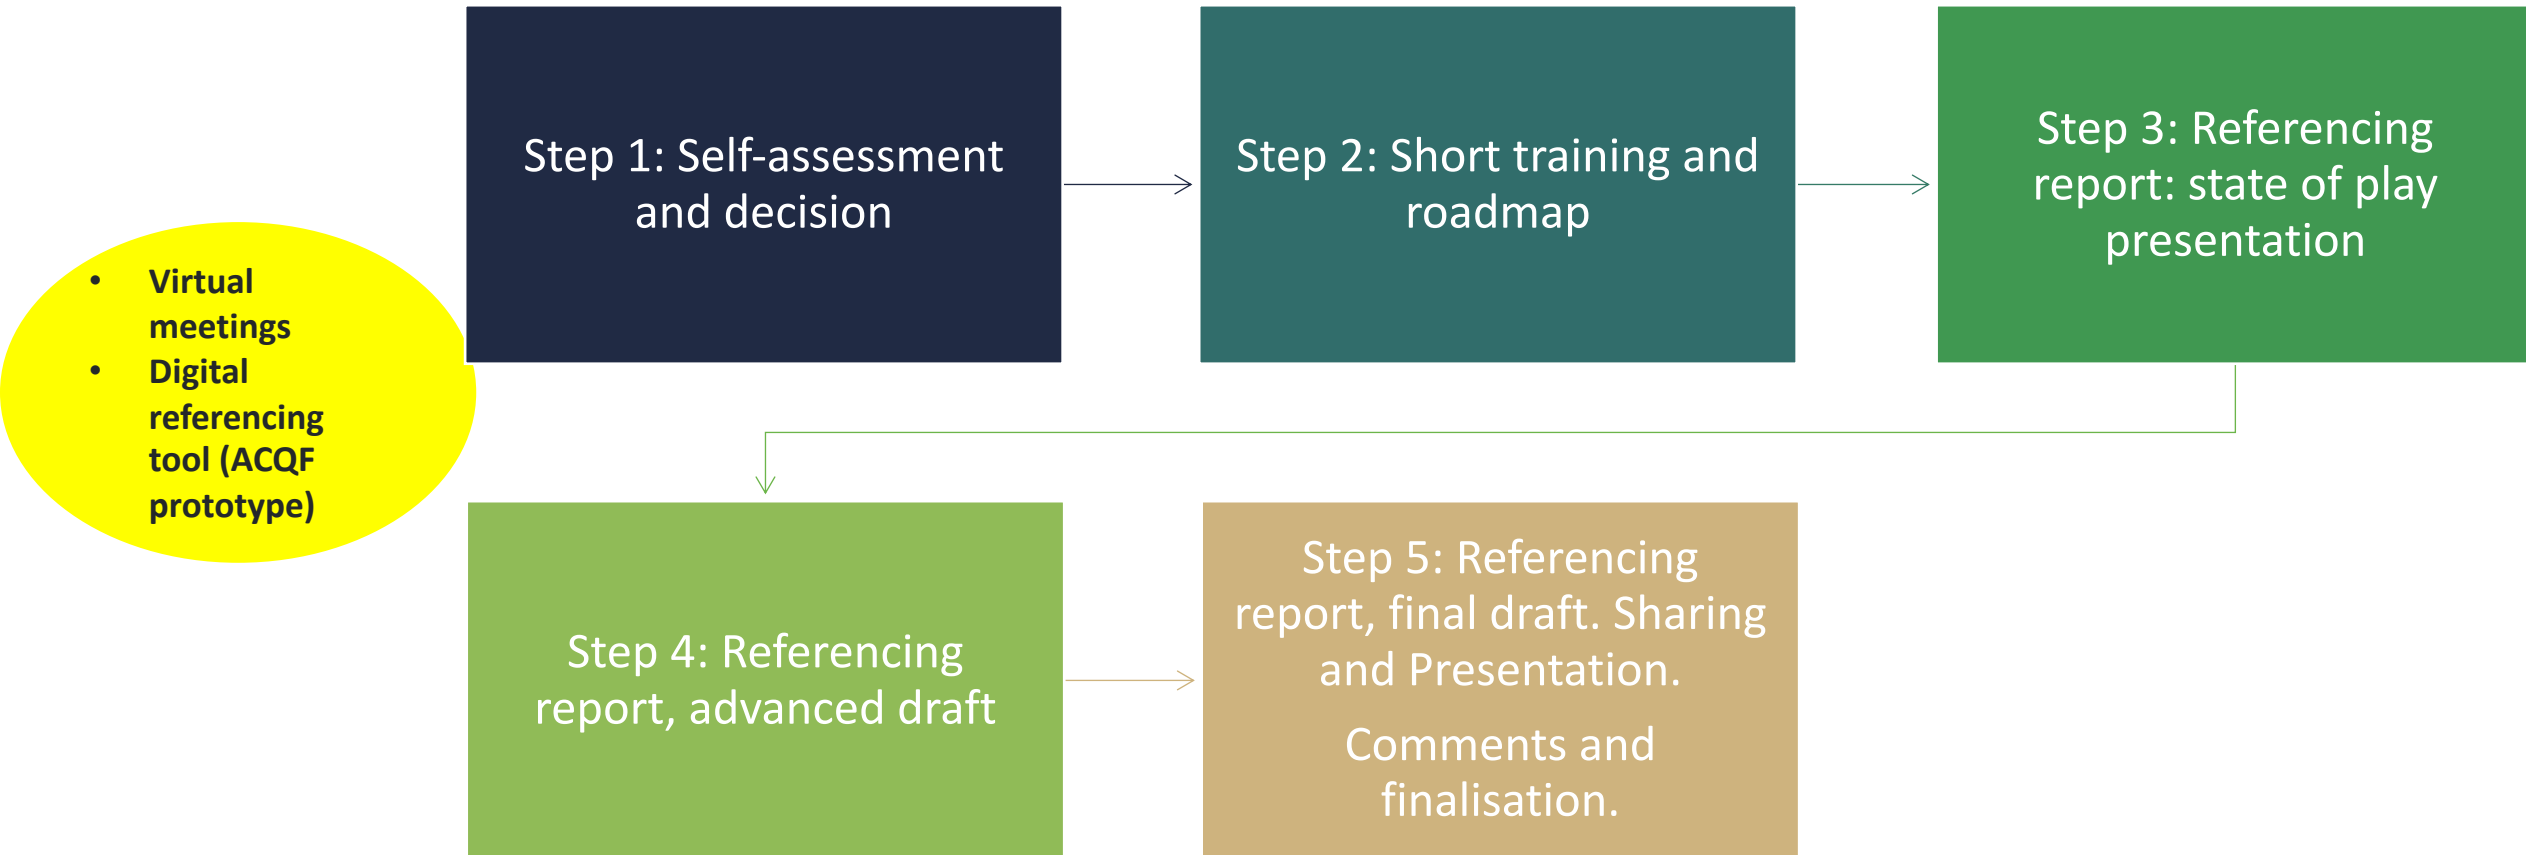 Step 1: Self-assessment
and decision
Step 2: Short training and
roadmap
Step 3: Referencing
report: state of play
presentation
• Virtual
meetings
• Digital
referencing
tool (ACQF
prototype)
Step 4: Referencing
report, advanced draft
Step 5: Referencing
report, final draft. Sharing
and Presentation.
Comments and
finalisation.